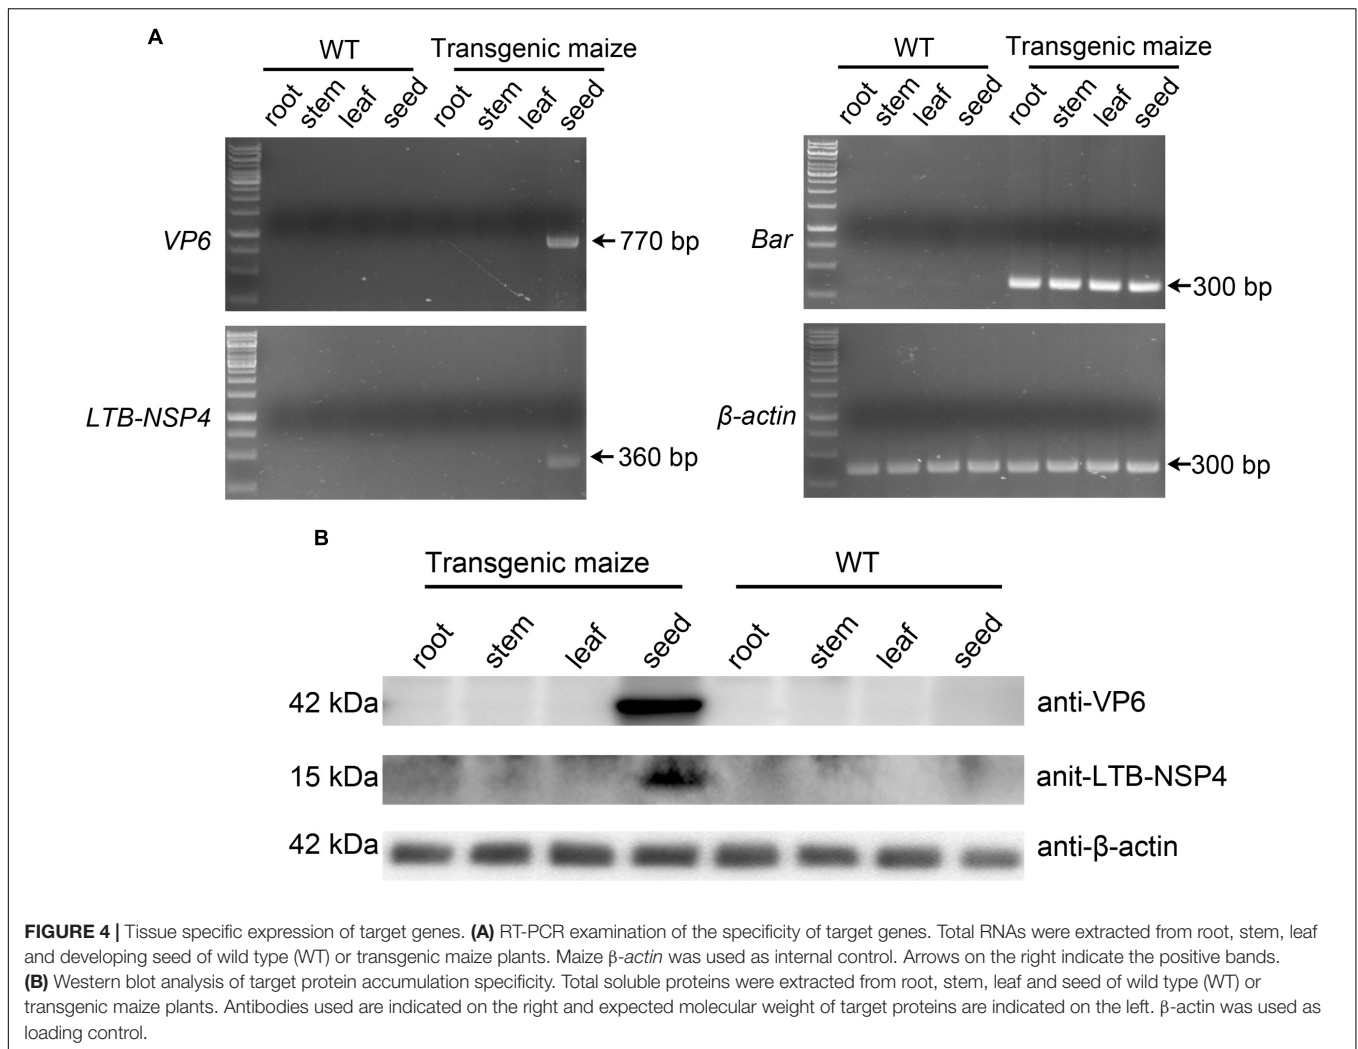 A
WT
Transgenic maize
root stem leaf seed root stem leaf seed
VP6
770 bp
LTB-NSP4
360 bp
WT
Transgenic maize
root stem leaf seed root stem leaf seed
Bar
300 bp
β-actin
300 bp
B
Transgenic maize
WT
root stem leaf seed root stem leaf seed
42 kDa
anti-VP6
15 kDa
anit-LTB-NSP4
42 kDa
anti-β-actin
FIGURE 4 | Tissue specific expression of target genes. (A) RT-PCR examination of the specificity of target genes. Total RNAs were extracted from root, stem, leaf
and developing seed of wild type (WT) or transgenic maize plants. Maize β-actin was used as internal control. Arrows on the right indicate the positive bands.
(B) Western blot analysis of target protein accumulation specificity. Total soluble proteins were extracted from root, stem, leaf and seed of wild type (WT) or
transgenic maize plants. Antibodies used are indicated on the right and expected molecular weight of target proteins are indicated on the left. β-actin was used as
loading control.